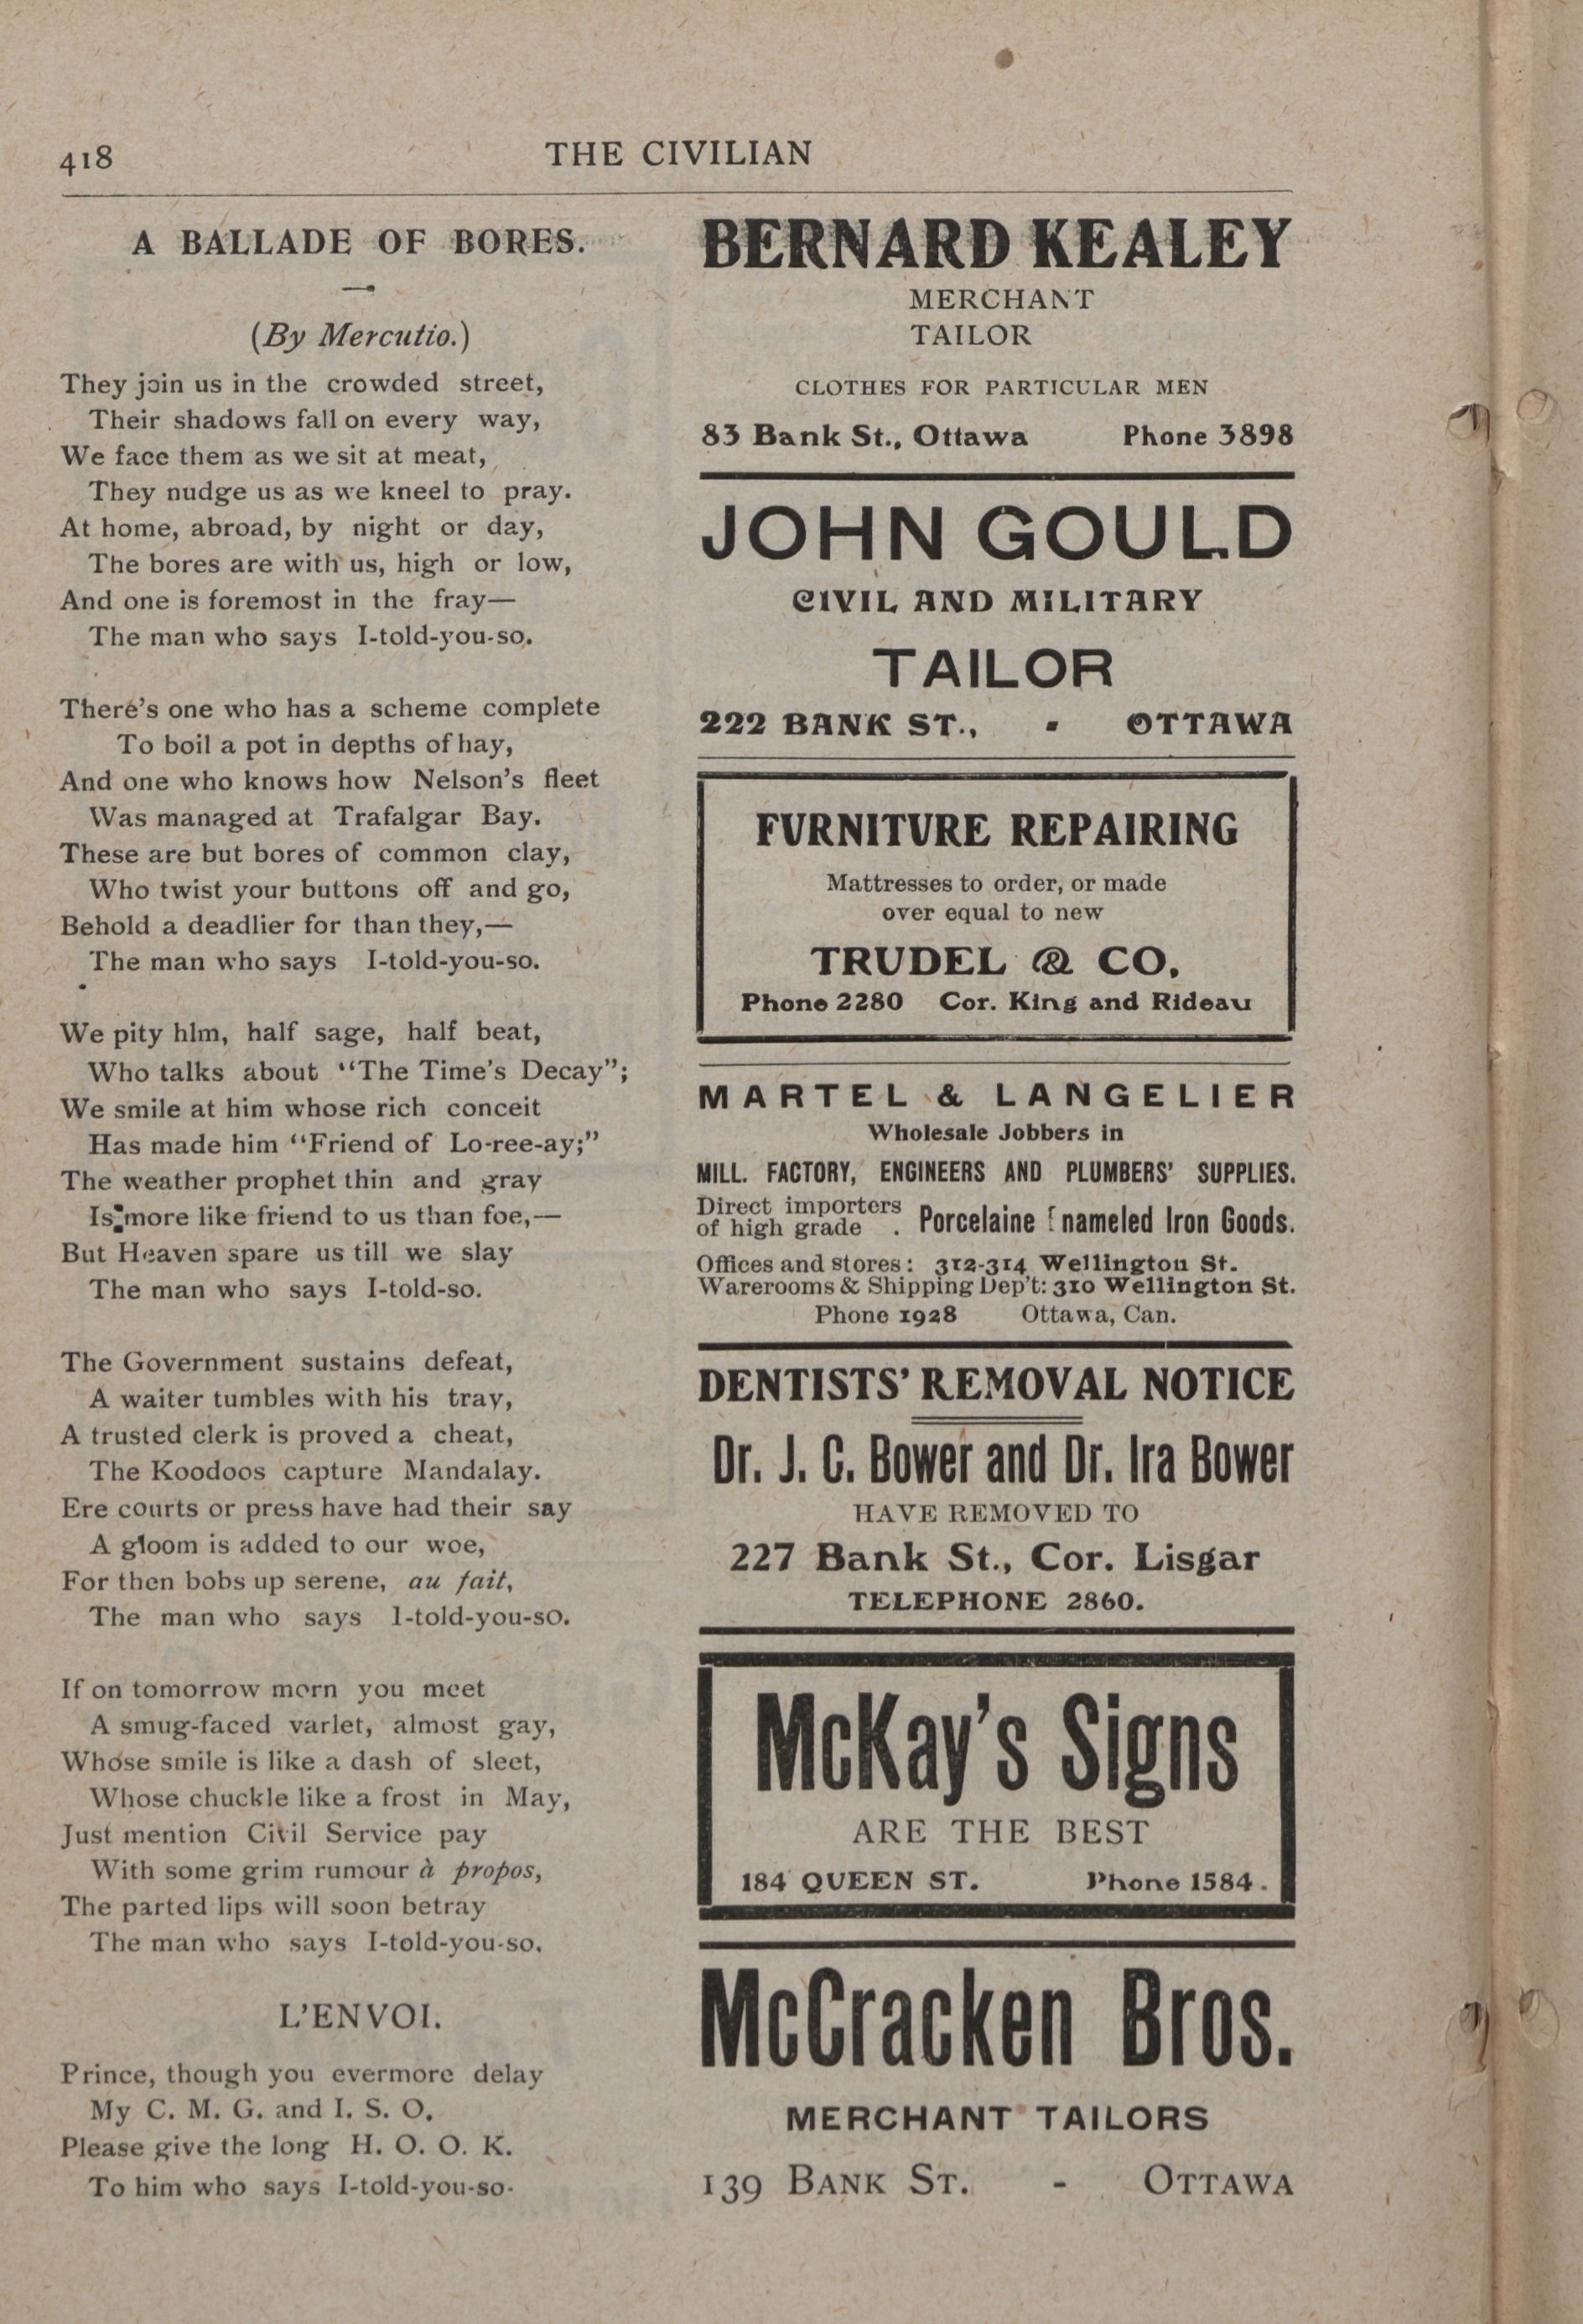 418
THE CIVILIAN
A BALLADE OF BORES.
(By Mercutio.)
They join us in the crowded street,
Their shadows fall on every way,
We face them as we sit at meat,
They nudge us as we kneel to pray.
At home, abroad, by night or day,
The bores are with us, high or low,
And one is foremost in the fray—
The man who says I-told-you-so.
There's one who has a scheme complete
To boil a pot in depths of hay,
And one who knows how Nelson's fleet
Was managed at Trafalgar Bay.
These are but bores of common clay,
Who twist your buttons off and go,
Behold a deadlier for than they,—
The man who says I-told-you-so.
We pity hlm, half sage, half beat,
Who talks about "The Time's Decay";
We smile at him whose rich conceit
Has made him "Friend of Lo-ree-ay;"
The weather prophet thin and gray
Is more like friend to us than foe,—
But Heaven spare us till we slay
The man who says I-told-so.
The Government sustains defeat,
A waiter tumbles with his tray,
A trusted clerk is proved a cheat,
The Koodoos capture Mandalay.
Ere courts or press have had their say
A gloom is added to our woe,
For then bobs up serene, au fait,
The man who says I-told-you-so.
If on tomorrow morn you meet
A smug-faced varlet, almost gay,
Whose smile is like a dash of sleet,
Whose chuckle like a frost in May,
Just mention Civil Service pay
With some grim rumour à propos,
The parted lips will soon betray
The man who says I-told-you-so.
L'ENVOI.
Prince, though you evermore delay
My C. M. G. and I. S. O.
Please give the long H. O. O. K.
To him who says I-told-you-so.
BERNARD KEALEY
MERCHANT
TAILOR
CLOTHES FOR PARTICULAR MEN
83 Bank St., Ottawa Phone 3898
JOHN GOULD
CIVIL AND MILITARY
TAILOR
222 BANK ST., - OTTAWA
FURNITURE REPAIRING
Mattresses to order, or made
over equal to new
TRUDEL & CO.
Phone 2280 Cor. King and Rideau
MARTEL & LANGELIER
Wholesale Jobbers in
MILL. FACTORY, ENGINEERS AND PLUMBERS' SUPPLIES.
Direct importers
of high grade . Porcelaine Enameled Iron Goods.
Offices and stores: 312-314 Wellington St.
Warerooms & Shipping Dep't: 310 Wellington St.
Phone 1928 Ottawa, Can.
DENTISTS' REMOVAL NOTICE
Dr. J. C. Bower and Dr. Ira Bower
HAVE REMOVED TO
227 Bank St., Cor. Lisgar
TELEPHONE 2860.
McKay's Signs
ARE THE BEST
184 QUEEN ST. Phone 1584.
McCracken Bros.
MERCHANT TAILORS
139 BANK ST. - OTTAWA